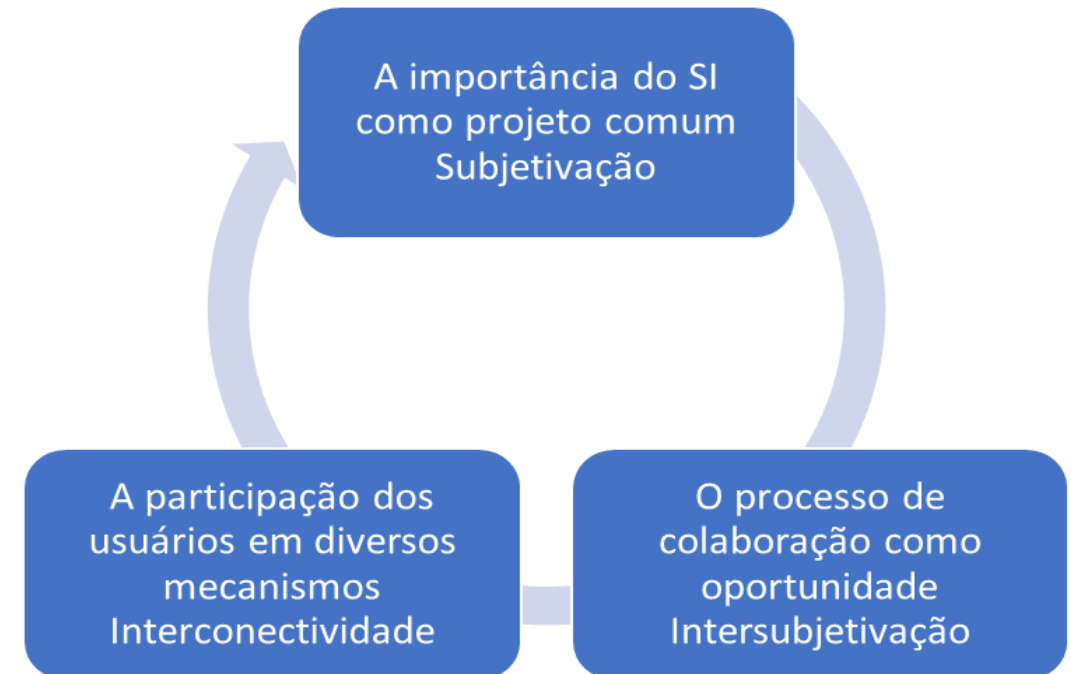 A importância do SI
como projeto comum
Subjetivação
A participação dos
usuários em diversos
mecanismos
Interconectividade
O processo de
colaboração como
oportunidade
Intersubjetivação